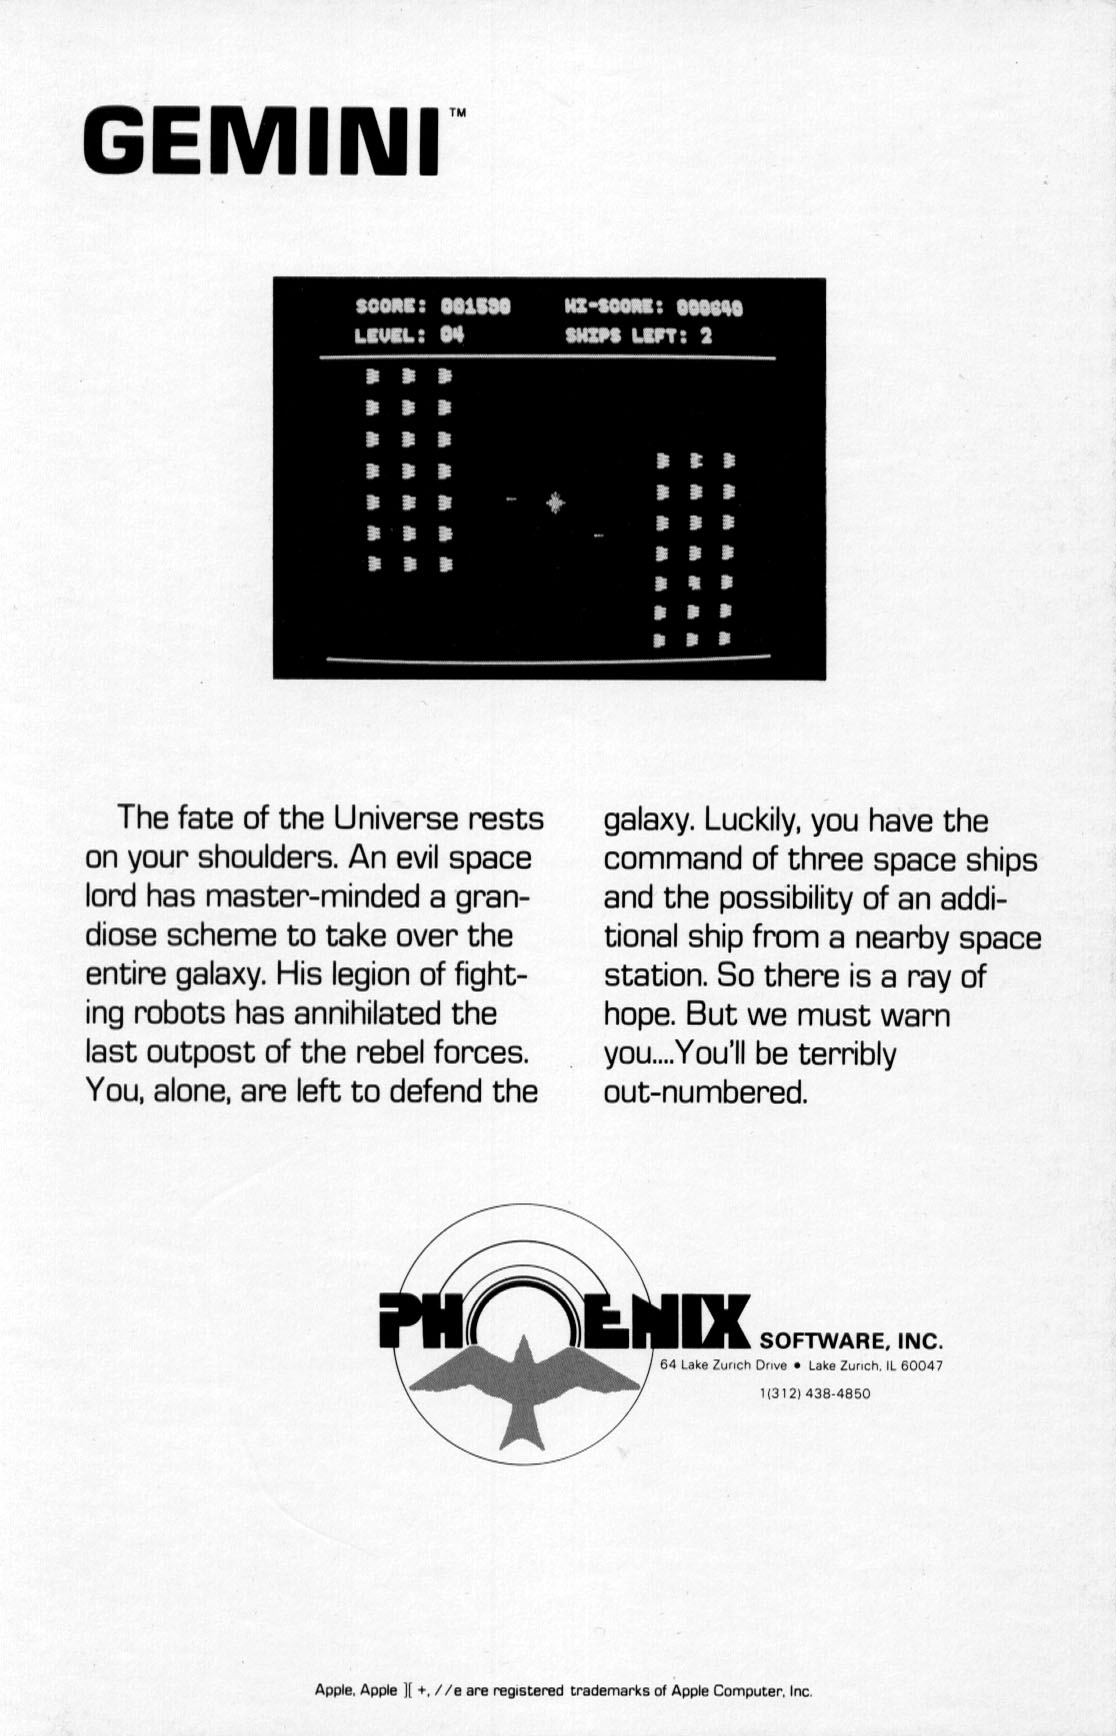 GEMINI™
SCORE: 001530 HI-SCORE: 000640
LEVEL: 04 SHIPS LEFT: 2
The fate of the Universe rests
on your shoulders. An evil space
lord has master-minded a gran-
diose scheme to take over the
entire galaxy. His legion of fight-
ing robots has annihilated the
last outpost of the rebel forces.
You, alone, are left to defend the
galaxy. Luckily, you have the
command of three space ships
and the possibility of an addi-
tional ship from a nearby space
station. So there is a ray of
hope. But we must warn
you....You'll be terribly
out-numbered.
PHOENIX SOFTWARE, INC.
64 Lake Zurich Drive • Lake Zurich, IL 60047
1(312) 438-4850
Apple, Apple ][ +, //e are registered trademarks of Apple Computer, Inc.